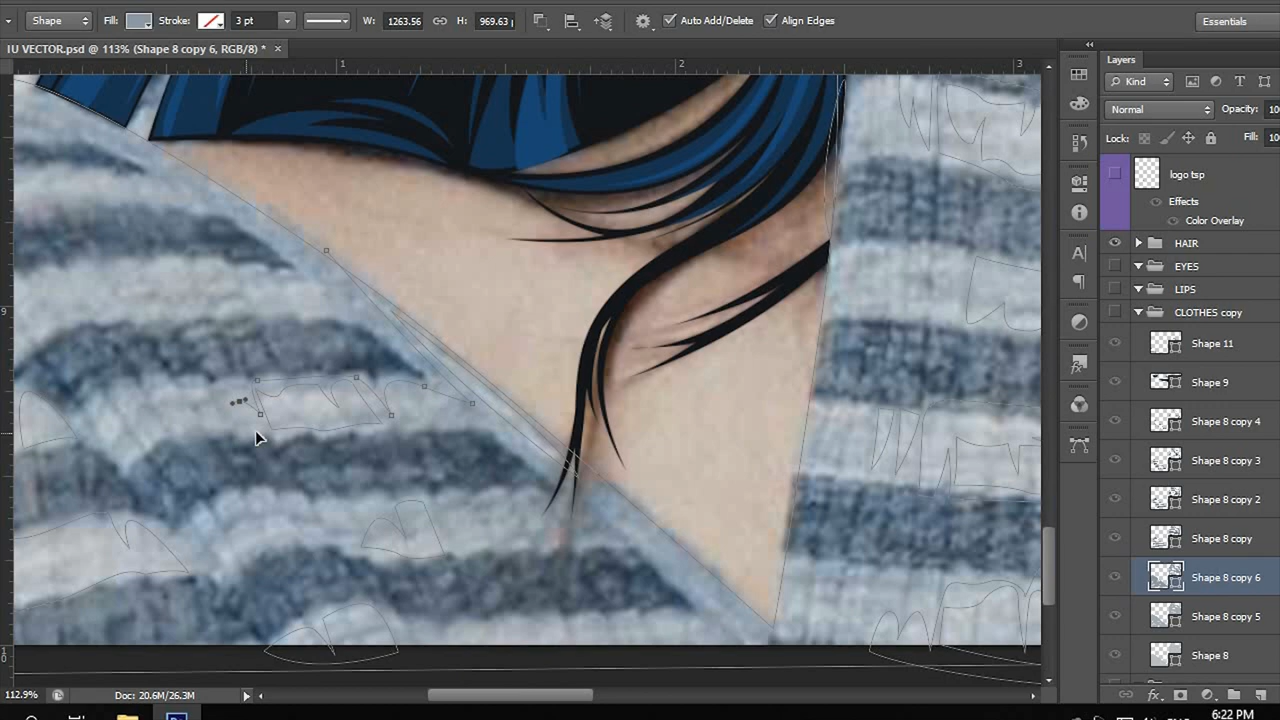 Shape Fill: Stroke: 3 pt W: 1263.56 H: 969.63 Auto Add/Delete Align Edges Essentials
IU VECTOR.psd @ 113% (Shape 8 copy 6, RGB/8) * ×
1 2 3
Layers
Kind
Normal Opacity: 10
Lock: Fill: 10
logo tsp
Effects
Color Overlay
HAIR
EYES
LIPS
CLOTHES copy
Shape 11
Shape 9
Shape 8 copy 4
Shape 8 copy 3
Shape 8 copy 2
Shape 8 copy
Shape 8 copy 6
Shape 8 copy 5
Shape 8
9
10
112.9% Doc: 20.6M/26.3M
6:22 PM